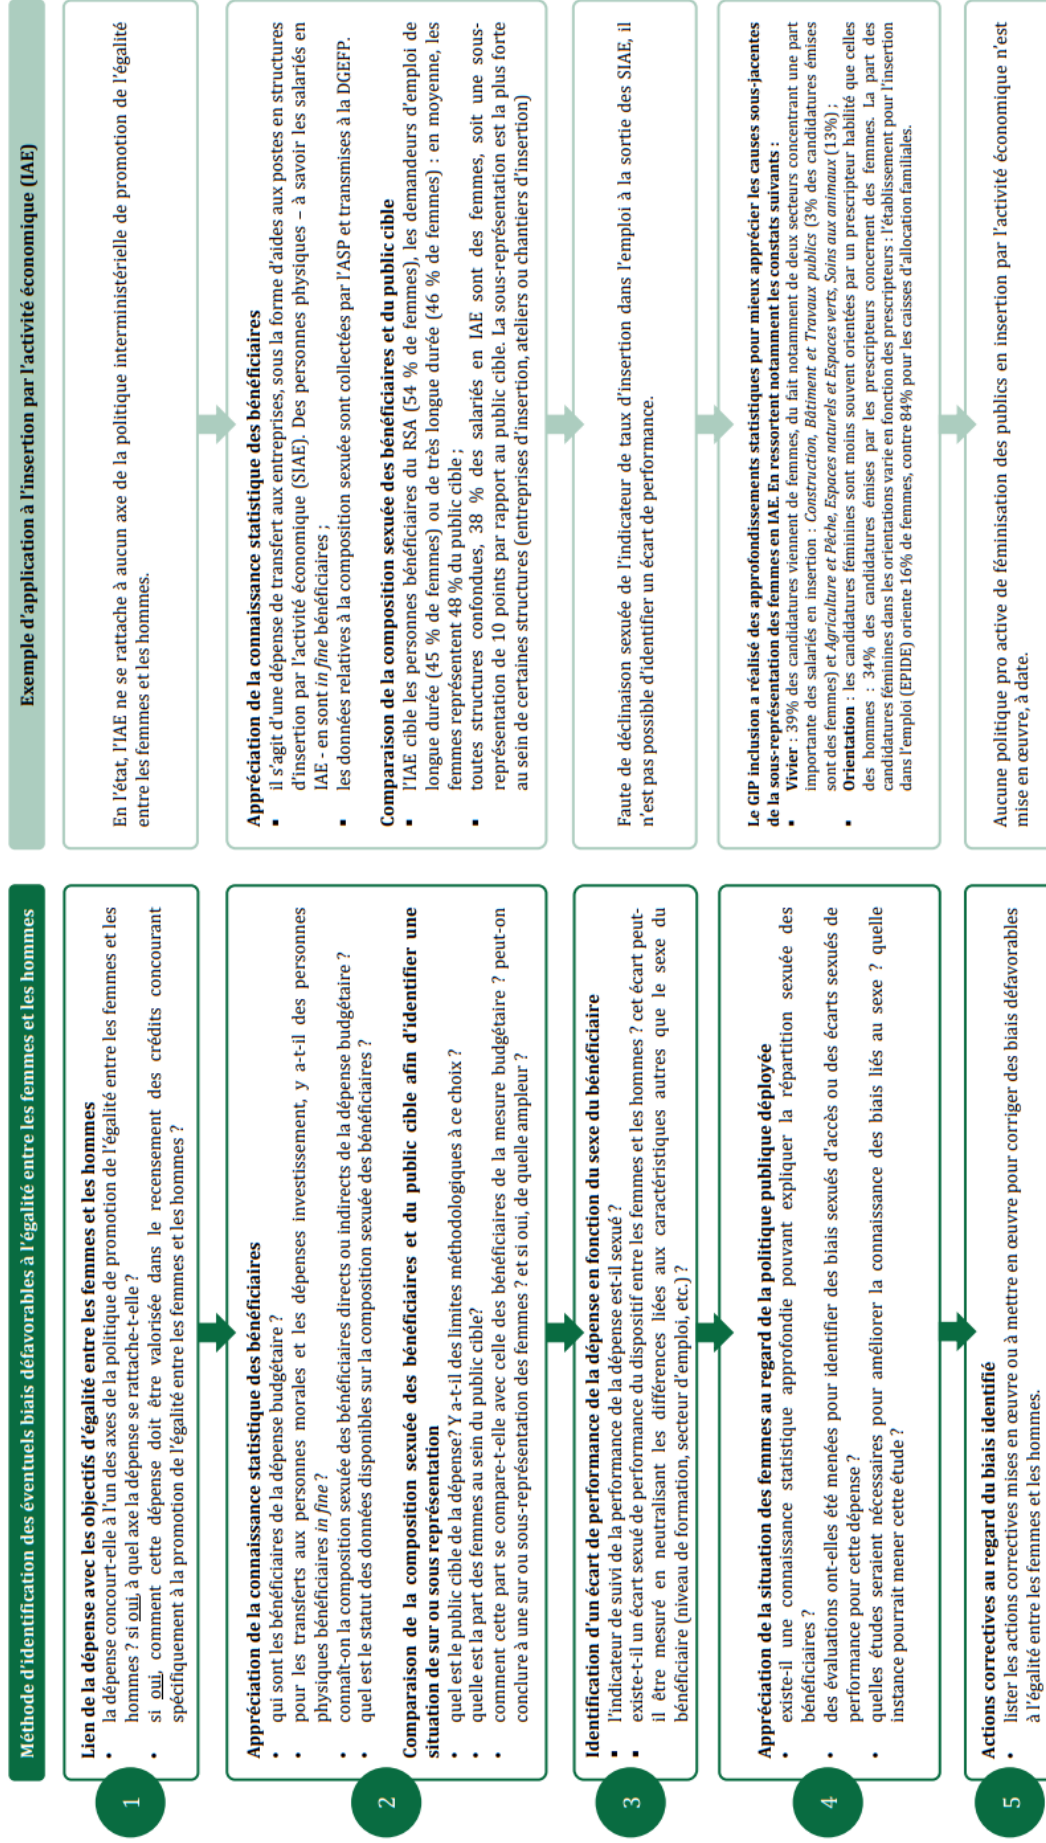 Méthode d'identification des éventuels biais défavorables à l'égalité entre les femmes et les hommes
1
Lien de la dépense avec les objectifs d'égalité entre les femmes et les hommes
• la dépense concourt-elle à l'un des axes de la politique de promotion de l'égalité entre les femmes et les
hommes ? si oui, à quel axe la dépense se rattache-t-elle ?
• si oui, comment cette dépense doit être valorisée dans le recensement des crédits concourant
spécifiquement à la promotion de l'égalité entre les femmes et les hommes ?
2
Appréciation de la connaissance statistique des bénéficiaires
• qui sont les bénéficiaires de la dépense budgétaire ?
• pour les transferts aux personnes morales et les dépenses investissement, y a-t-il des personnes
physiques bénéficiaires in fine ?
• connaît-on la composition sexuée des bénéficiaires directs ou indirects de la dépense budgétaire ?
• quel est le statut des données disponibles sur la composition sexuée des bénéficiaires ?
Comparaison de la composition sexuée des bénéficiaires et du public cible afin d'identifier une
situation de sur ou sous représentation
• quel est le public cible de la dépense? Y a-t-il des limites méthodologiques à ce choix ?
• quelle est la part des femmes au sein du public cible?
• comment cette part se compare-t-elle avec celle des bénéficiaires de la mesure budgétaire ? peut-on
conclure à une sur ou sous-représentation des femmes ? et si oui, de quelle ampleur ?
3
Identification d'un écart de performance de la dépense en fonction du sexe du bénéficiaire
▪ l'indicateur de suivi de la performance de la dépense est-il sexué ?
▪ existe-t-il un écart sexué de performance du dispositif entre les femmes et les hommes ? cet écart peut-
il être mesuré en neutralisant les différences liées aux caractéristiques autres que le sexe du
bénéficiaire (niveau de formation, secteur d'emploi, etc.) ?
4
Appréciation de la situation des femmes au regard de la politique publique déployée
• existe-il une connaissance statistique approfondie pouvant expliquer la répartition sexuée des
bénéficiaires ?
• des évaluations ont-elles été menées pour identifier des biais sexués d'accès ou des écarts sexués de
performance pour cette dépense ?
• quelles études seraient nécessaires pour améliorer la connaissance des biais liés au sexe ? quelle
instance pourrait mener cette étude ?
5
Actions correctives au regard du biais identifié
• lister les actions correctives mises en œuvre ou à mettre en œuvre pour corriger des biais défavorables
à l'égalité entre les femmes et les hommes.
Exemple d'application à l'insertion par l'activité économique (IAE)
En l'état, l'IAE ne se rattache à aucun axe de la politique interministérielle de promotion de l'égalité
entre les femmes et les hommes.
Appréciation de la connaissance statistique des bénéficiaires
▪ il s'agit d'une dépense de transfert aux entreprises, sous la forme d'aides aux postes en structures
d'insertion par l'activité économique (SIAE). Des personnes physiques – à savoir les salariés en
IAE - en sont in fine bénéficiaires ;
▪ les données relatives à la composition sexuée sont collectées par l'ASP et transmises à la DGEFP.
Comparaison de la composition sexuée des bénéficiaires et du public cible
▪ l'IAE cible les personnes bénéficiaires du RSA (54 % de femmes), les demandeurs d'emploi de
longue durée (45 % de femmes) ou de très longue durée (46 % de femmes) : en moyenne, les
femmes représentent 48 % du public cible ;
▪ toutes structures confondues, 38 % des salariés en IAE sont des femmes, soit une sous-
représentation de 10 points par rapport au public cible. La sous-représentation est la plus forte
au sein de certaines structures (entreprises d'insertion, ateliers ou chantiers d'insertion)
Faute de déclinaison sexuée de l'indicateur de taux d'insertion dans l'emploi à la sortie des SIAE, il
n'est pas possible d'identifier un écart de performance.
Le GIP inclusion a réalisé des approfondissements statistiques pour mieux apprécier les causes sous-jacentes
de la sous-représentation des femmes en IAE. En ressortent notamment les constats suivants :
▪ Vivier : 39% des candidatures viennent de femmes, du fait notamment de deux secteurs concentrant une part
importante des salariés en insertion : Construction, Bâtiment et Travaux publics (3% des candidatures émises
sont des femmes) et Agriculture et Pêche, Espaces naturels et Espaces verts, Soins aux animaux (13%) ;
▪ Orientation : les candidatures féminines sont moins souvent orientées par un prescripteur habilité que celles
des hommes : 34% des candidatures émises par les prescripteurs concernent des femmes. La part des
candidatures féminines dans les orientations varie en fonction des prescripteurs : l'établissement pour l'insertion
dans l'emploi (EPIDE) oriente 16% de femmes, contre 84% pour les caisses d'allocation familiales.
Aucune politique pro active de féminisation des publics en insertion par l'activité économique n'est
mise en œuvre, à date.